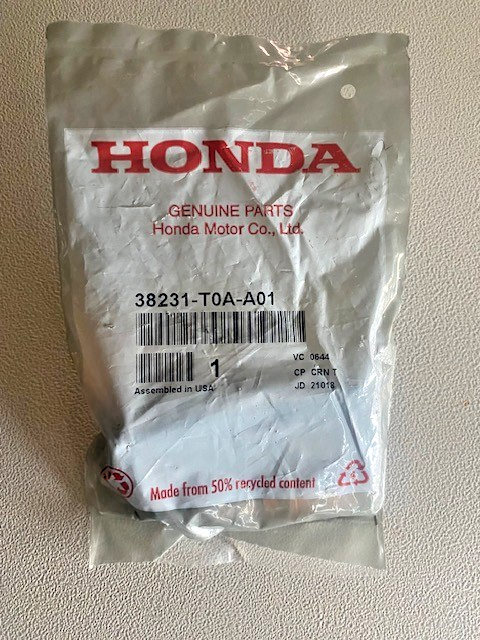 HONDA
GENUINE PARTS
Honda Motor Co., Ltd.
38231-T0A-A01
1
VC 0644
CP CRN T
Assembled in USA
JD 21018
Made from 50% recycled content